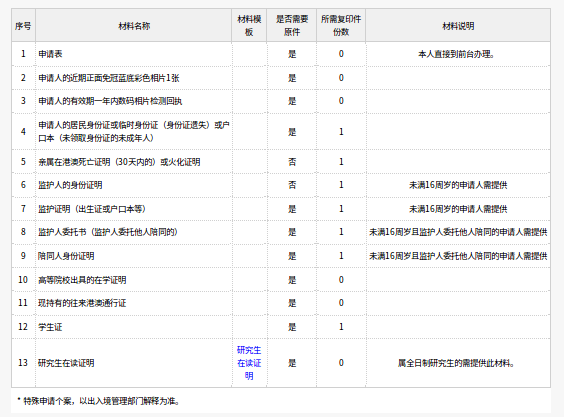 序号 材料名称 材料模板 是否需要原件 所需复印件份数 材料说明
1 申请表 是 0 本人直接到前台办理。
2 申请人的近期正面免冠蓝底彩色相片1张 是 0
3 申请人的有效期一年内数码相片检测回执 是 0
4 申请人的居民身份证或临时身份证（身份证遗失）或户口本（未领取身份证的未成年人） 是 1
5 亲属在港澳死亡证明（30天内的）或火化证明 否 1
6 监护人的身份证明 否 1 未满16周岁的申请人需提供
7 监护证明（出生证或户口本等） 是 1 未满16周岁的申请人需提供
8 监护人委托书（监护人委托他人陪同的） 是 1 未满16周岁且监护人委托他人陪同的申请人需提供
9 陪同人身份证明 是 1 未满16周岁且监护人委托他人陪同的申请人需提供
10 高等院校出具的在学证明 是 0
11 现持有的往来港澳通行证 是 0
12 学生证 是 1
13 研究生在读证明 研究生在读证明 是 0 属全日制研究生的需提供此材料。
* 特殊申请个案，以出入境管理部门解释为准。